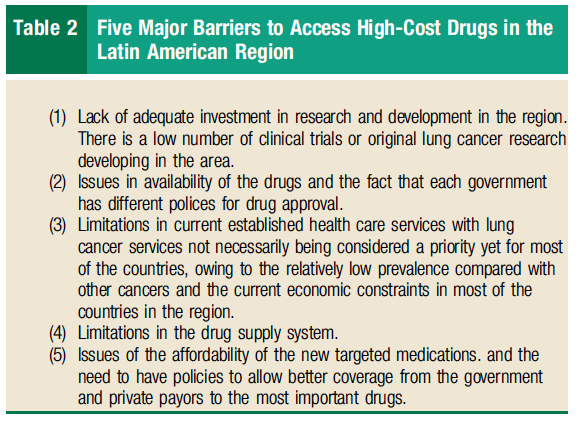 Table 2 Five Major Barriers to Access High-Cost Drugs in the
Latin American Region
(1) Lack of adequate investment in research and development in the region.
There is a low number of clinical trials or original lung cancer research
developing in the area.
(2) Issues in availability of the drugs and the fact that each government
has different polices for drug approval.
(3) Limitations in current established health care services with lung
cancer services not necessarily being considered a priority yet for most
of the countries, owing to the relatively low prevalence compared with
other cancers and the current economic constraints in most of the
countries in the region.
(4) Limitations in the drug supply system.
(5) Issues of the affordability of the new targeted medications. and the
need to have policies to allow better coverage from the government
and private payors to the most important drugs.